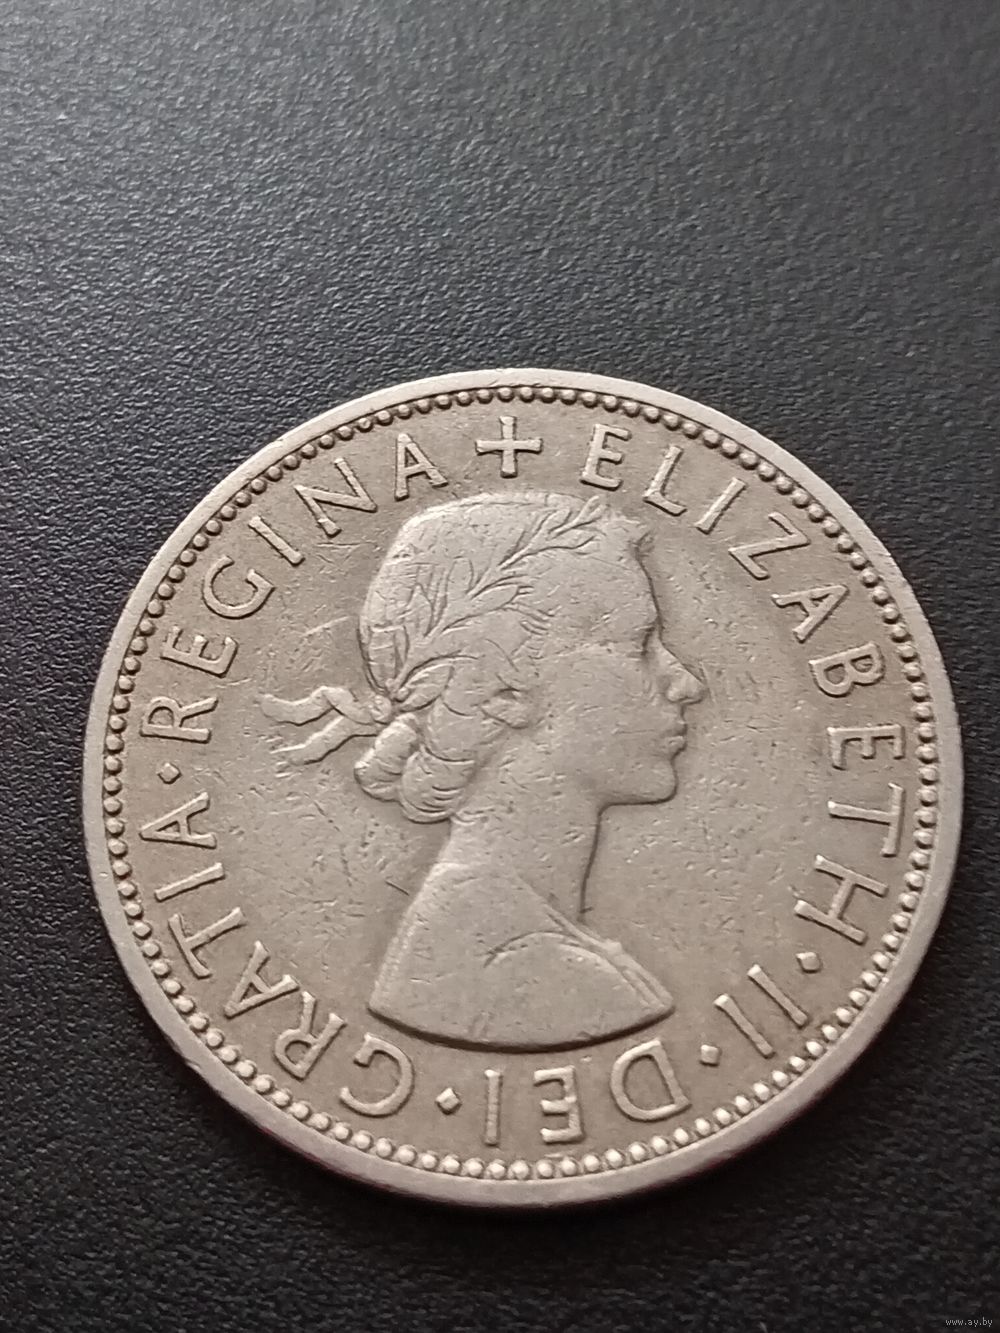 + ELIZABETH · II · DEI · GRATIA · REGINA
www.ay.by